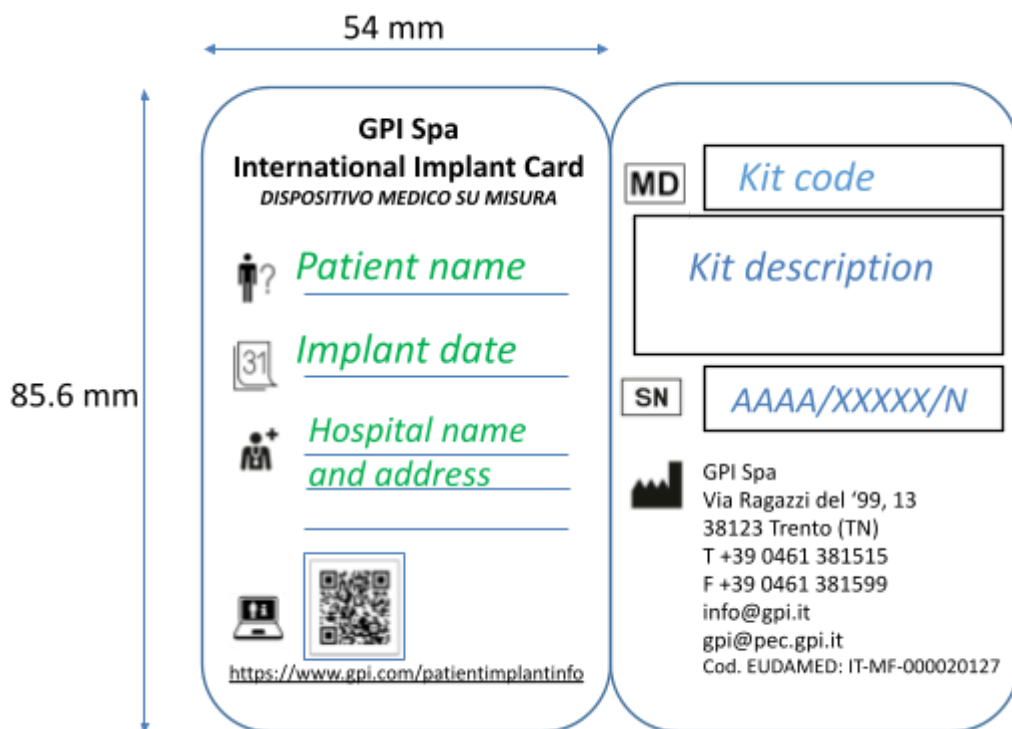 54 mm
85.6 mm
GPI Spa
International Implant Card
DISPOSITIVO MEDICO SU MISURA
?
Patient name
31
Implant date
Hospital name
and address
https://www.gpi.com/patientimplantinfo
MD
Kit code
Kit description
SN
AAAA/XXXXX/N
GPI Spa
Via Ragazzi del ‘99, 13
38123 Trento (TN)
T +39 0461 381515
F +39 0461 381599
info@gpi.it
gpi@pec.gpi.it
Cod. EUDAMED: IT-MF-000020127